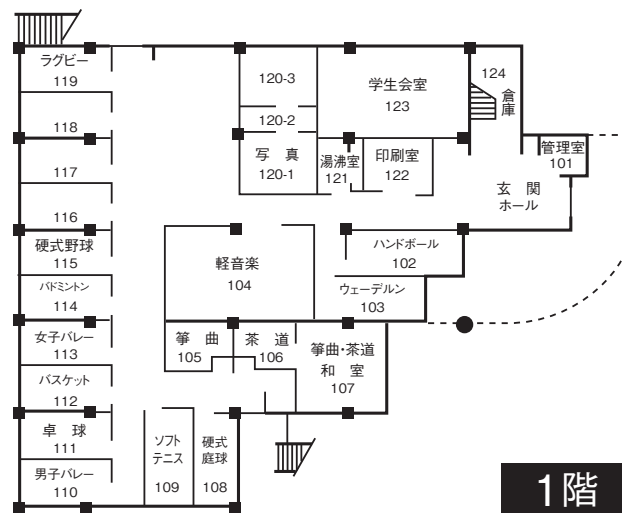 ラグビー
119
118
117
116
硬式野球
115
バドミントン
114
女子バレー
113
バスケット
112
卓球
111
男子バレー
110
120-3
120-2
写真
120-1
学生会室
123
124
倉庫
湯沸室
121
印刷室
122
管理室
101
玄関
ホール
軽音楽
104
ハンドボール
102
ウェーデルン
103
箏曲
105
茶道
106
箏曲・茶道
和室
107
ソフト
テニス
109
硬式
庭球
108
1階